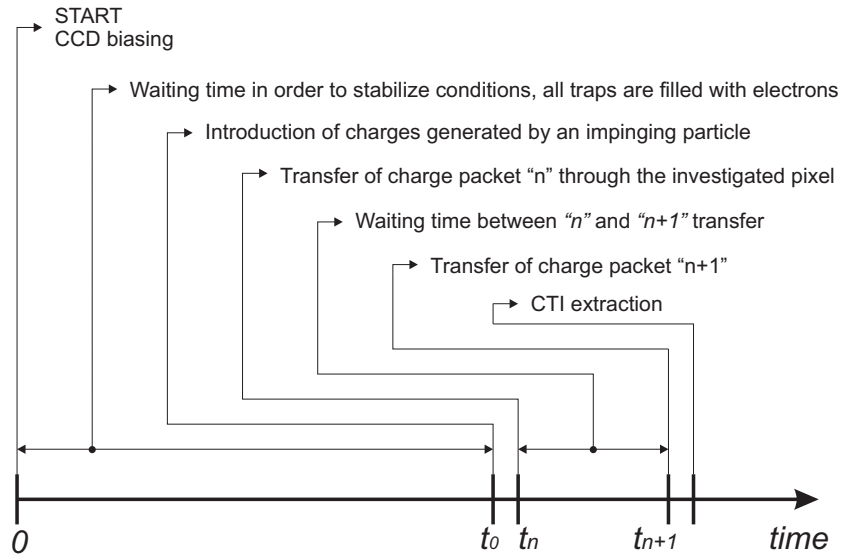 START
CCD biasing
Waiting time in order to stabilize conditions, all traps are filled with electrons
Introduction of charges generated by an impinging particle
Transfer of charge packet “n” through the investigated pixel
Waiting time between “n” and “n+1” transfer
Transfer of charge packet “n+1”
CTI extraction
0 t0 tn tn+1 time